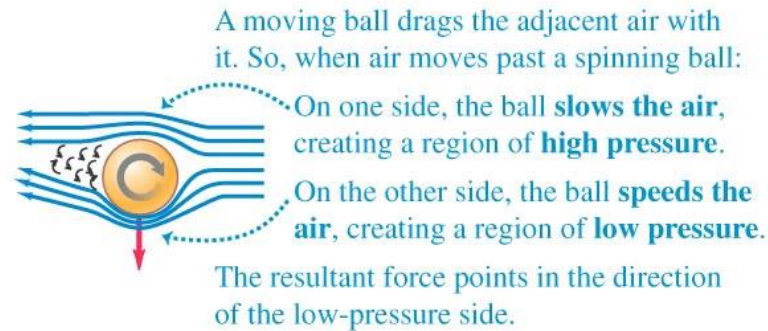 A moving ball drags the adjacent air with
it. So, when air moves past a spinning ball:
On one side, the ball slows the air,
creating a region of high pressure.
On the other side, the ball speeds the
air, creating a region of low pressure.
The resultant force points in the direction
of the low-pressure side.